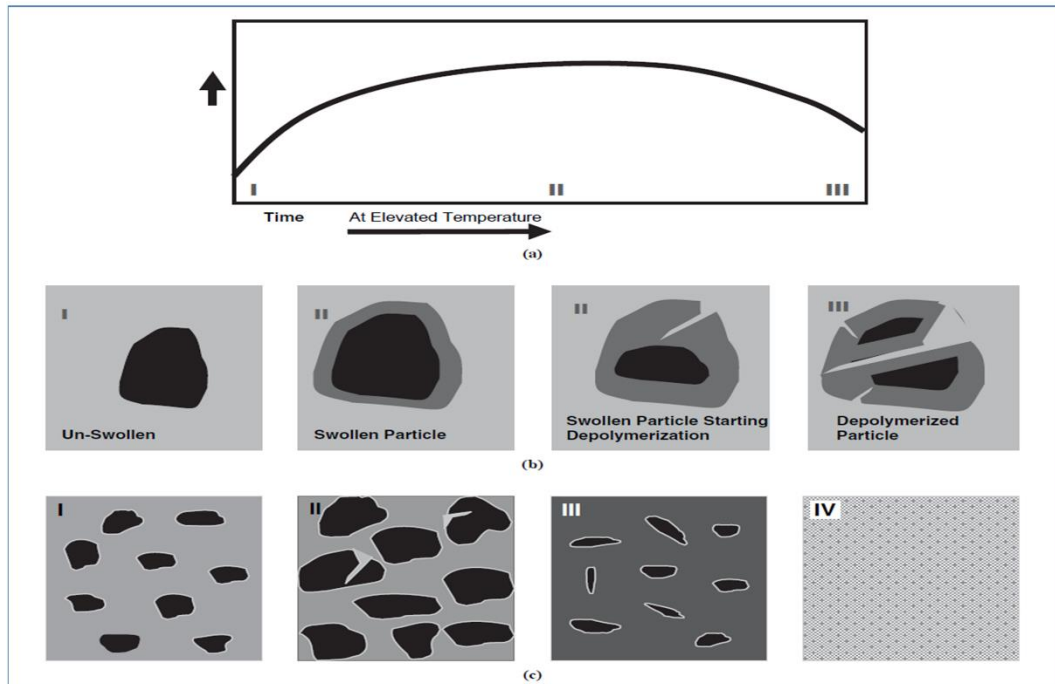 I
II
III
Time
At Elevated Temperature
(a)
I
Un-Swollen
II
Swollen Particle
II
Swollen Particle Starting
Depolymerization
III
Depolymerized
Particle
(b)
I
II
III
IV
(c)